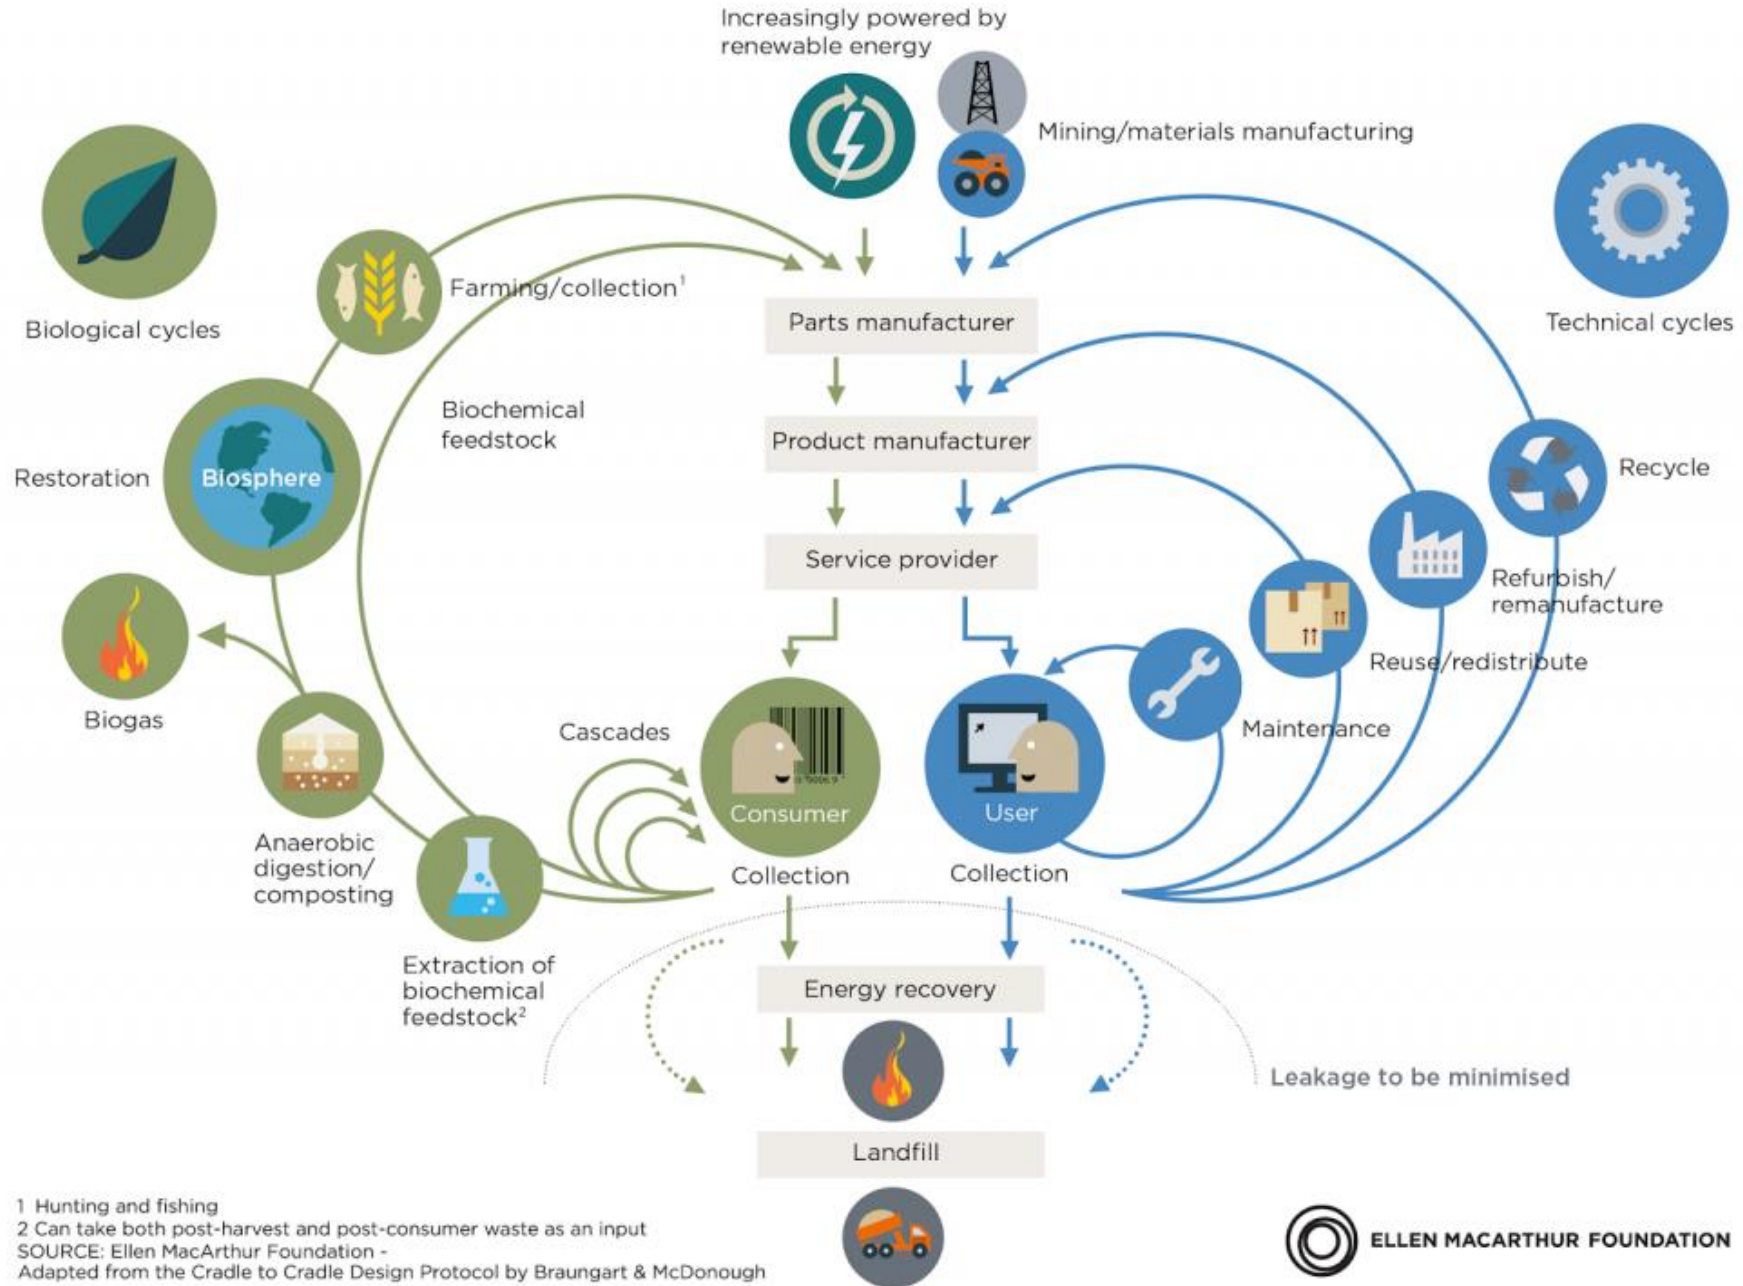 Increasingly powered by
renewable energy
Mining/materials manufacturing
Biological cycles
Technical cycles
Farming/collection¹
Parts manufacturer
Biochemical
feedstock
Product manufacturer
Restoration
Biosphere
Recycle
Service provider
Refurbish/
remanufacture
Reuse/redistribute
Biogas
Cascades
Maintenance
Consumer
User
Anaerobic
digestion/
composting
Collection
Collection
Extraction of
biochemical
feedstock²
Energy recovery
Leakage to be minimised
Landfill
1 Hunting and fishing
2 Can take both post-harvest and post-consumer waste as an input
SOURCE: Ellen MacArthur Foundation -
Adapted from the Cradle to Cradle Design Protocol by Braungart & McDonough
ELLEN MACARTHUR FOUNDATION